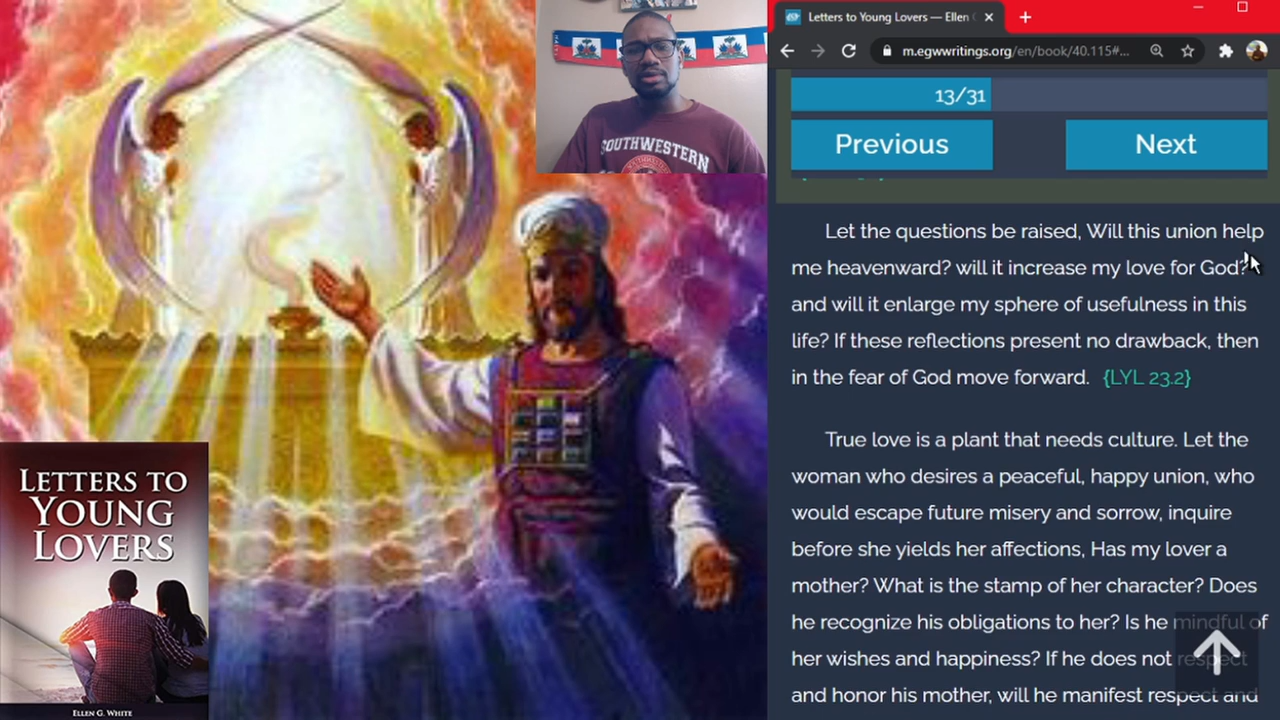 SOUTHWESTERN
LETTERS TO
YOUNG
LOVERS
ELLEN G. WHITE
Letters to Young Lovers — Ellen
m.egwwritings.org/en/book/40.115#...
13/31
Previous
Next
Let the questions be raised, Will this union help
me heavenward? will it increase my love for God?
and will it enlarge my sphere of usefulness in this
life? If these reflections present no drawback, then
in the fear of God move forward. {LYL 23.2}
True love is a plant that needs culture. Let the
woman who desires a peaceful, happy union, who
would escape future misery and sorrow, inquire
before she yields her affections, Has my lover a
mother? What is the stamp of her character? Does
he recognize his obligations to her? Is he mindful of
her wishes and happiness? If he does not respect
and honor his mother, will he manifest respect and